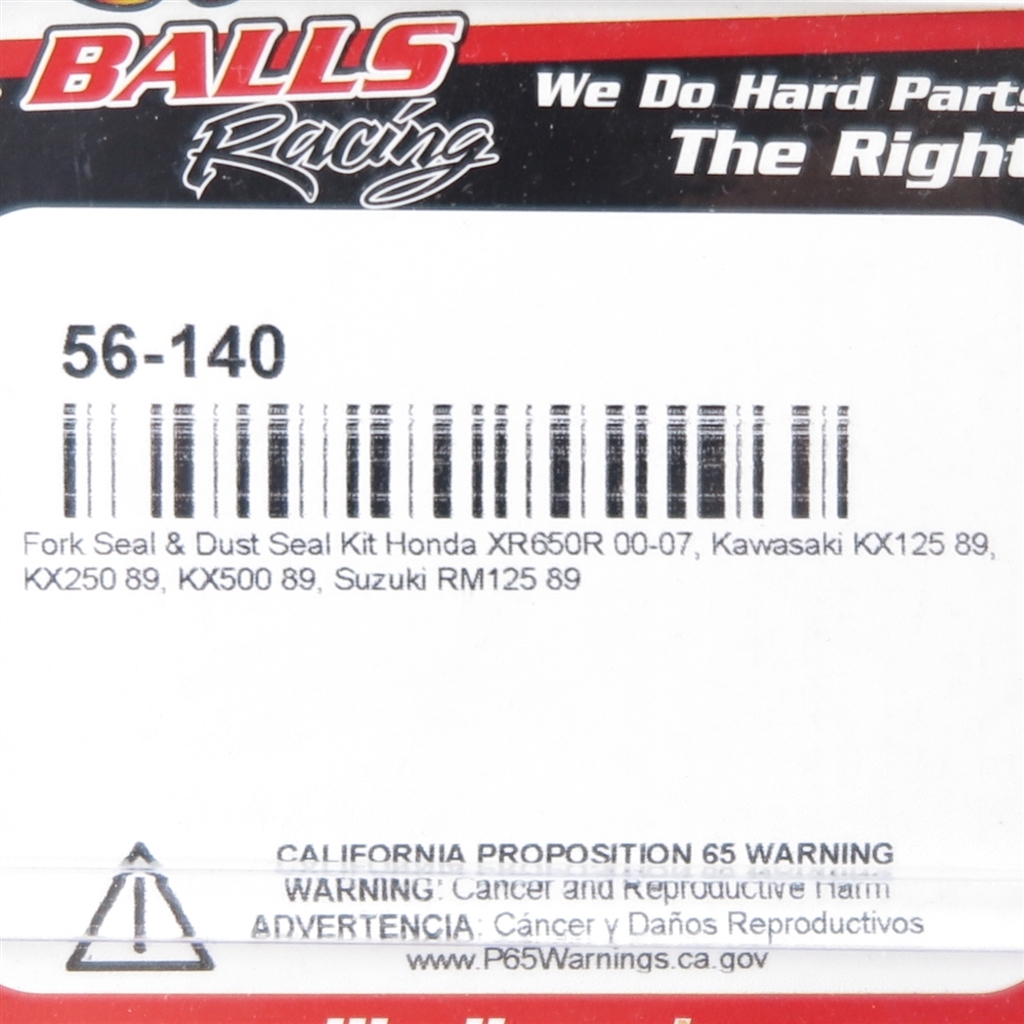 BALLS
Racing
We Do Hard Parts
The Right
56-140
Fork Seal & Dust Seal Kit Honda XR650R 00-07, Kawasaki KX125 89,
KX250 89, KX500 89, Suzuki RM125 89
CALIFORNIA PROPOSITION 65 WARNING
WARNING: Cancer and Reproductive Harm
ADVERTENCIA: Cáncer y Daños Reproductivos
www.P65Warnings.ca.gov